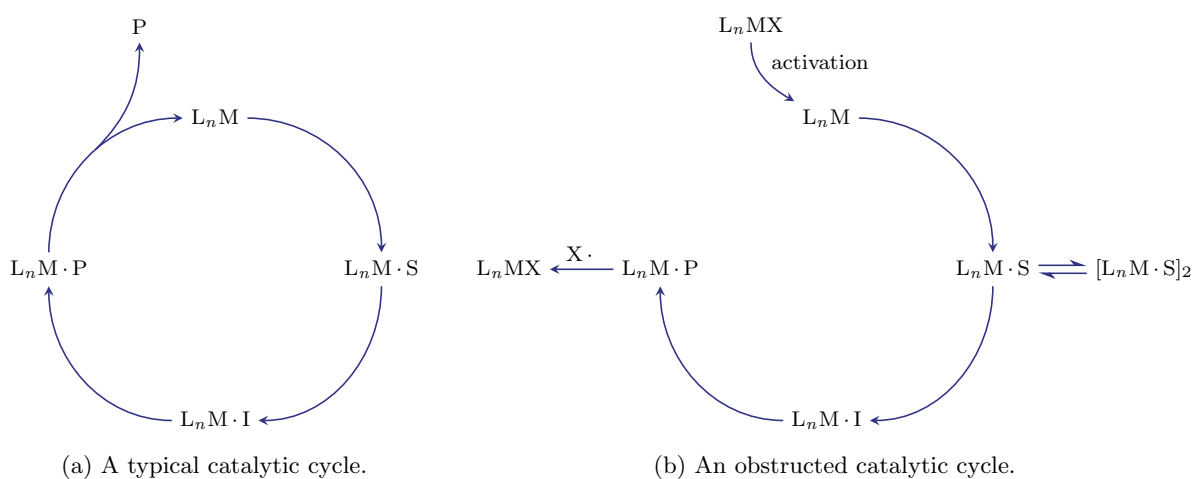 P
LₙM
LₙM · P
LₙM · S
LₙM · I
(a) A typical catalytic cycle.
LₙMX
activation
LₙM
X ·
LₙMX
LₙM · P
LₙM · S
[LₙM · S]₂
LₙM · I
(b) An obstructed catalytic cycle.